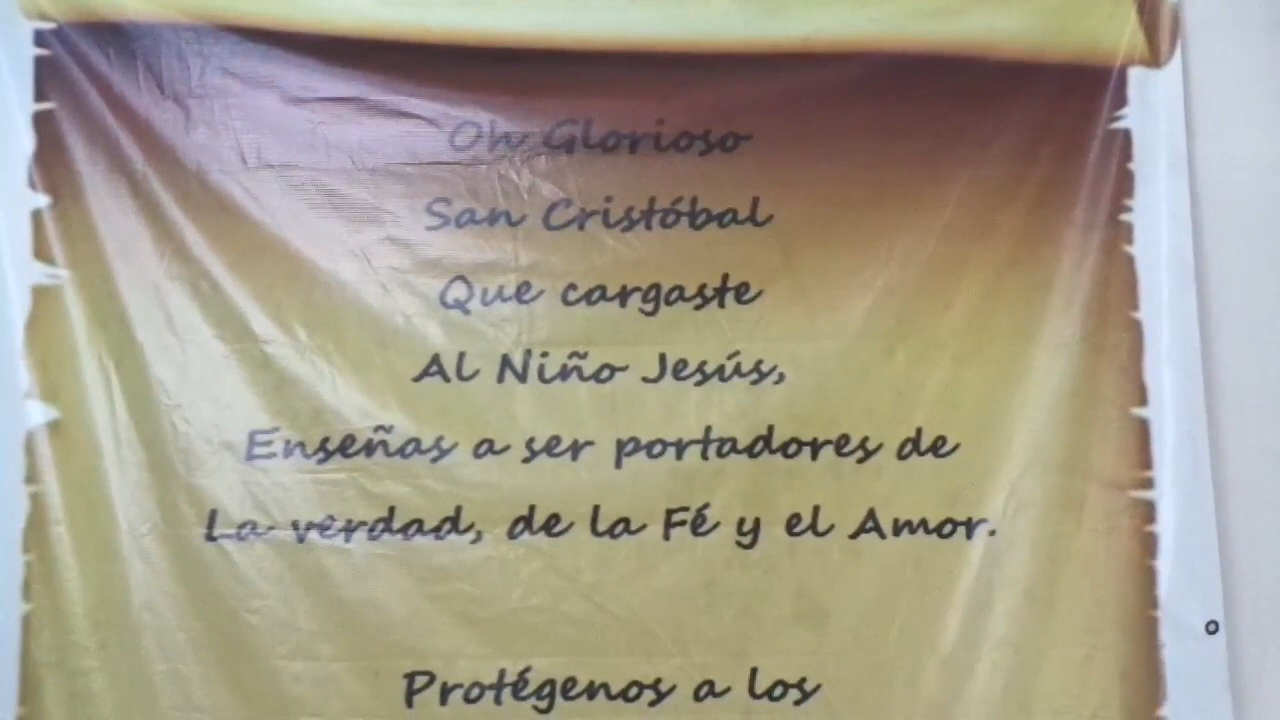 Oh Glorioso
San Cristóbal
Que cargaste
Al Niño Jesús,
Enseñas a ser portadores de
La verdad, de la Fé y el Amor.
Protégenos a los